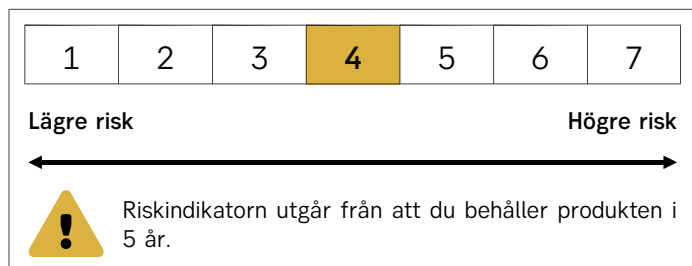 1 2 3 4 5 6 7
Lägre risk Högre risk
Riskindikatorn utgår från att du behåller produkten i
5 år.